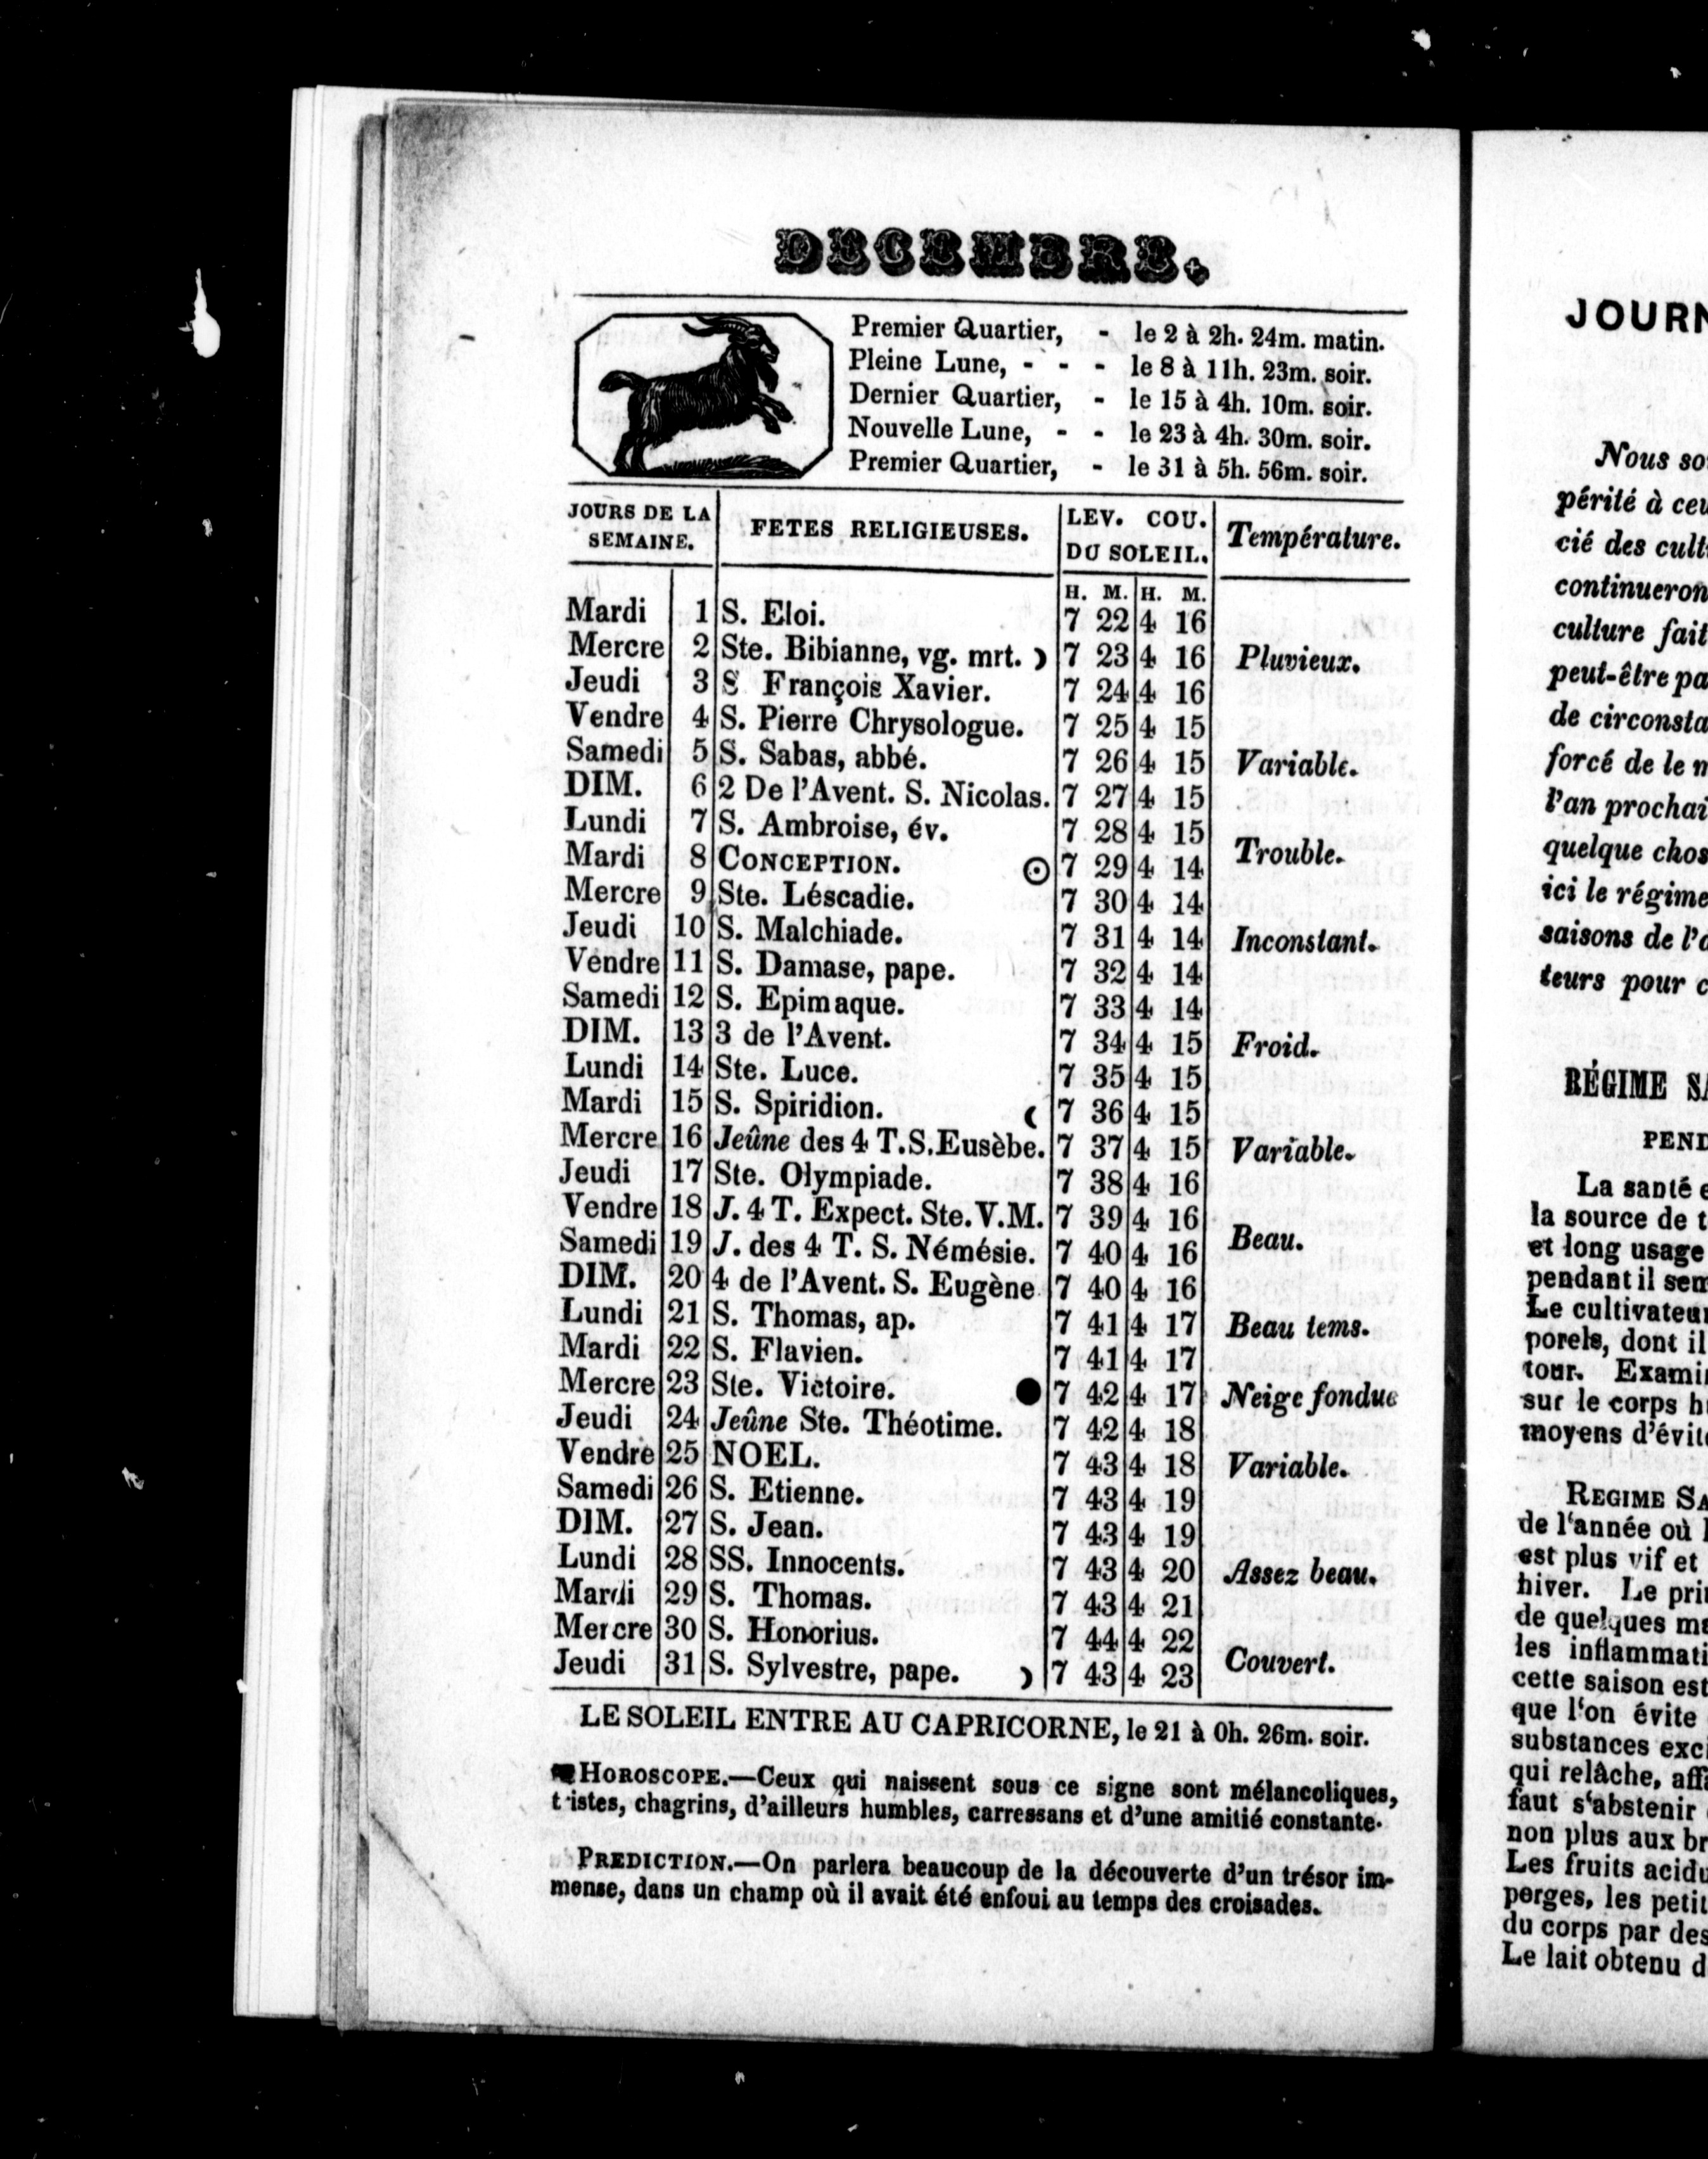 DECEMBRE.
Premier Quartier, - le 2 à 2h. 24m. matin.
Pleine Lune, - - - le 8 à 11h. 23m. soir.
Dernier Quartier, - le 15 à 4h. 10m. soir.
Nouvelle Lune, - - le 23 à 4h. 30m. soir.
Premier Quartier, - le 31 à 5h. 56m. soir.
JOURS DE LA SEMAINE. FETES RELIGIEUSES. LEV. COU. DU SOLEIL. Température.
H. M. H. M.
Mardi 1 S. Eloi. 7 22 4 16
Mercre 2 Ste. Bibianne, vg. mrt. ) 7 23 4 16 Pluvieux.
Jeudi 3 S François Xavier. 7 24 4 16
Vendre 4 S. Pierre Chrysologue. 7 25 4 15
Samedi 5 S. Sabas, abbé. 7 26 4 15 Variable.
DIM. 6 2 De l'Avent. S. Nicolas. 7 27 4 15
Lundi 7 S. Ambroise, év. 7 28 4 15
Mardi 8 CONCEPTION. ☉ 7 29 4 14 Trouble.
Mercre 9 Ste. Léscadie. 7 30 4 14
Jeudi 10 S. Malchiade. 7 31 4 14 Inconstant.
Vendre 11 S. Damase, pape. 7 32 4 14
Samedi 12 S. Epimaque. 7 33 4 14
DIM. 13 3 de l'Avent. 7 34 4 15 Froid.
Lundi 14 Ste. Luce. 7 35 4 15
Mardi 15 S. Spiridion. ( 7 36 4 15
Mercre 16 Jeûne des 4 T.S.Eusèbe. 7 37 4 15 Variable.
Jeudi 17 Ste. Olympiade. 7 38 4 16
Vendre 18 J. 4 T. Expect. Ste. V.M. 7 39 4 16
Samedi 19 J. des 4 T. S. Némésie. 7 40 4 16 Beau.
DIM. 20 4 de l'Avent. S. Eugène 7 40 4 16
Lundi 21 S. Thomas, ap. 7 41 4 17 Beau tems.
Mardi 22 S. Flavien. 7 41 4 17
Mercre 23 Ste. Victoire. ● 7 42 4 17 Neige fondue
Jeudi 24 Jeûne Ste. Théotime. 7 42 4 18
Vendre 25 NOEL. 7 43 4 18 Variable.
Samedi 26 S. Etienne. 7 43 4 19
DIM. 27 S. Jean. 7 43 4 19
Lundi 28 SS. Innocents. 7 43 4 20 Assez beau.
Mardi 29 S. Thomas. 7 43 4 21
Mercre 30 S. Honorius. 7 44 4 22
Jeudi 31 S. Sylvestre, pape. ) 7 43 4 23 Couvert.
LE SOLEIL ENTRE AU CAPRICORNE, le 21 à 0h. 26m. soir.
HOROSCOPE.—Ceux qui naissent sous ce signe sont mélancoliques,
tristes, chagrins, d'ailleurs humbles, carressans et d'une amitié constante.
PREDICTION.—On parlera beaucoup de la découverte d'un trésor im-
mense, dans un champ où il avait été enfoui au temps des croisades.
JOURN
Nous so
périté à ceu
cié des cult
continueron
culture fait
peut-être pa
de circonsta
forcé de le
l'an prochai
quelque chos
ici le régime
saisons de l'
teurs pour c
RÉGIME
PEND
La santé e
la source de t
et long usage
pendant il sem
Le cultivateur
porels, dont il
tour. Exami
sur le corps h
moyens d'évit
REGIME SA
de l'année où
est plus vif et
hiver. Le pri
de quelques ma
les inflammati
cette saison est
que l'on évite
substances exci
qui relâche, aff
faut s'abstenir
non plus aux br
Les fruits acidu
perges, les petit
du corps par des
Le lait obtenu d